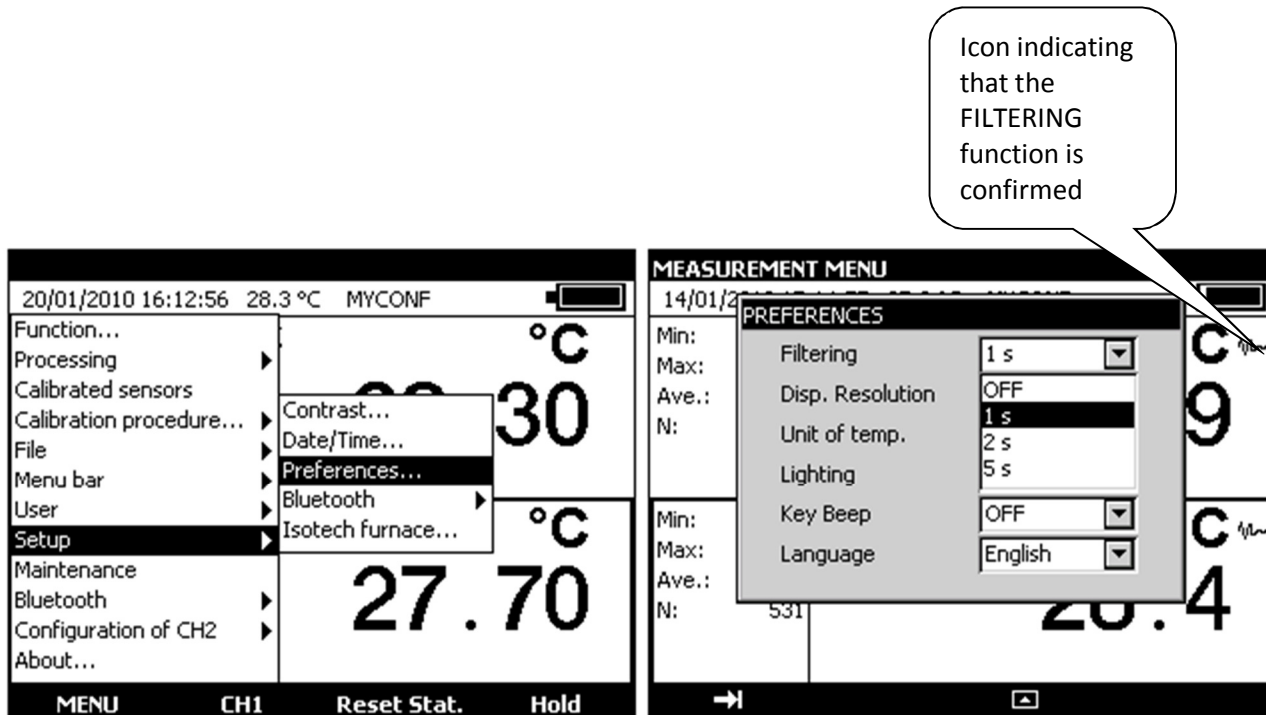 Icon indicating
that the
FILTERING
function is
confirmed
20/01/2010 16:12:56 28.3 °C MYCONF
Function...
Processing
Calibrated sensors
Calibration procedure...
File
Menu bar
User
Setup
Maintenance
Bluetooth
Configuration of CH2
About...
Contrast...
Date/Time...
Preferences...
Bluetooth
Isotech furnace...
°C
30
°C
27.70
MENU CH1 Reset Stat. Hold
MEASUREMENT MENU
14/01/2
Min:
Max:
Ave.:
N:
C
9
PREFERENCES
Filtering 1 s
OFF
1 s
2 s
5 s
Disp. Resolution
Unit of temp.
Lighting
Key Beep OFF
Language English
Min:
Max:
Ave.:
N: 531
C
.4